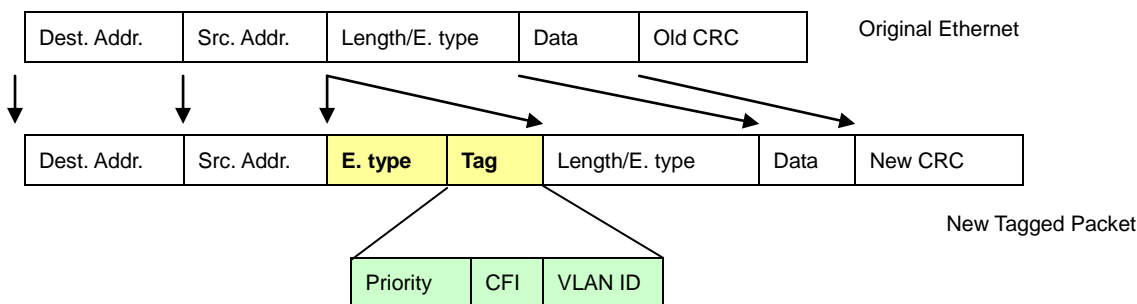 Dest. Addr. Src. Addr. Length/E. type Data Old CRC Original Ethernet
Dest. Addr. Src. Addr. E. type Tag Length/E. type Data New CRC
New Tagged Packet
Priority CFI VLAN ID